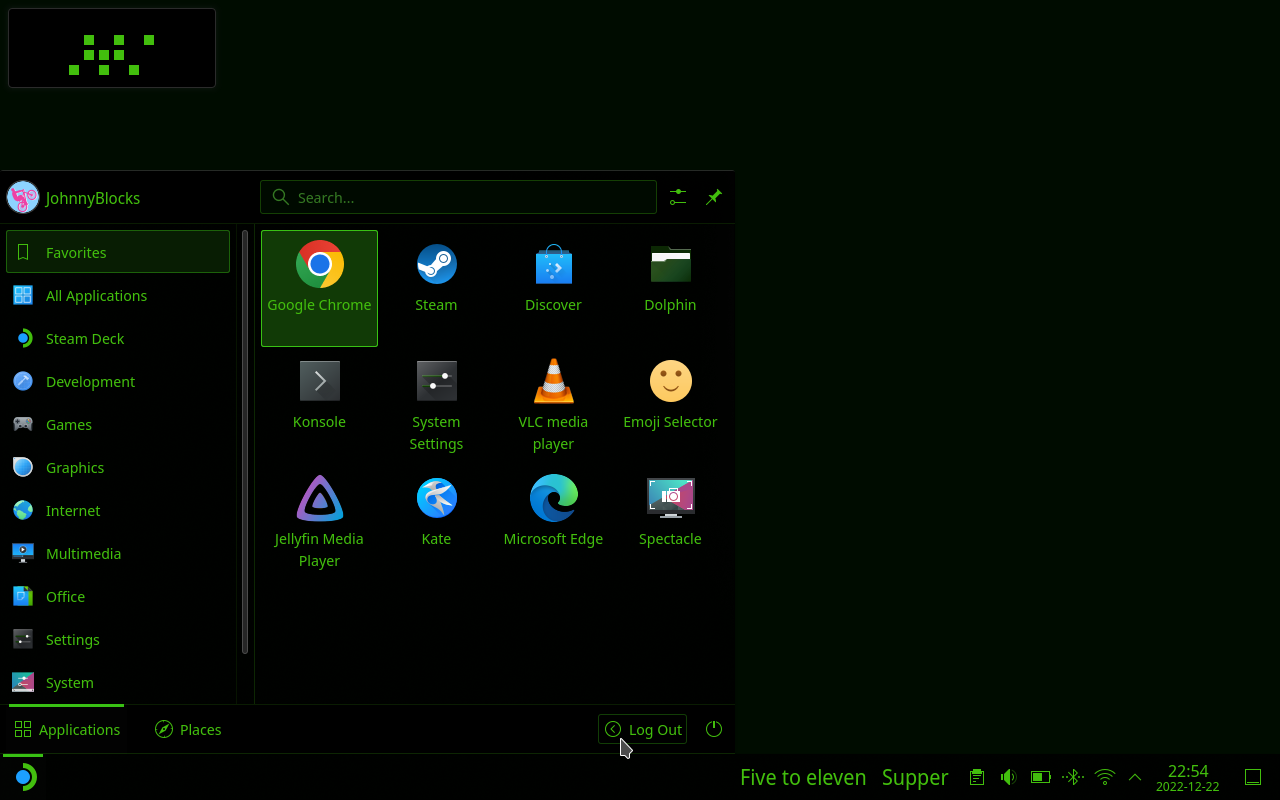 JohnnyBlocks
Search...
Favorites
All Applications
Steam Deck
Development
Games
Graphics
Internet
Multimedia
Office
Settings
System
Google Chrome
Steam
Discover
Dolphin
Konsole
System
Settings
VLC media
player
Emoji Selector
Jellyfin Media
Player
Kate
Microsoft Edge
Spectacle
Applications
Places
Log Out
Five to eleven
Supper
22:54
2022-12-22